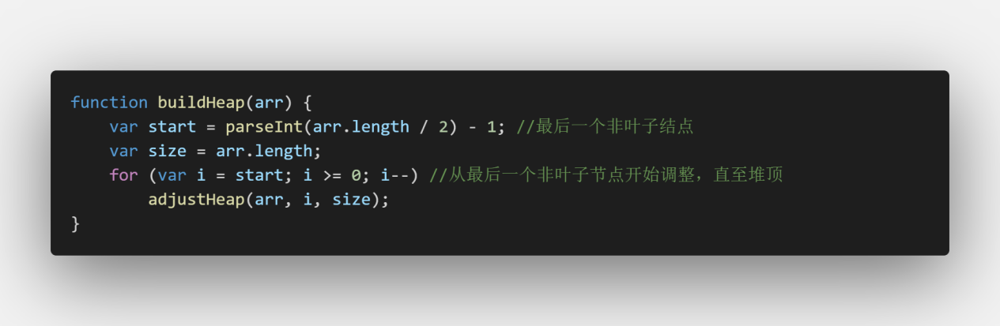 function buildHeap(arr) {
    var start = parseInt(arr.length / 2) - 1; //最后一个非叶子结点
    var size = arr.length;
    for (var i = start; i >= 0; i--) //从最后一个非叶子节点开始调整，直至堆顶
        adjustHeap(arr, i, size);
}